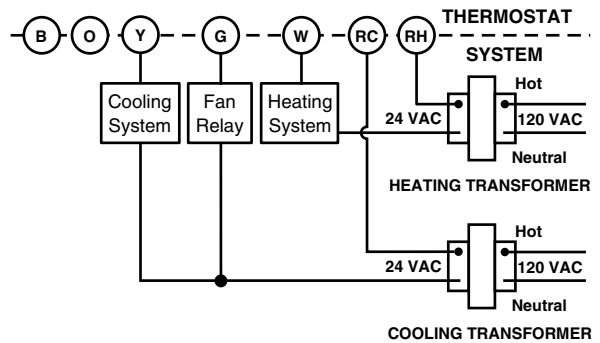 THERMOSTAT
B O Y G W RC RH
SYSTEM
Hot
Cooling System
Fan Relay
Heating System
24 VAC
120 VAC
Neutral
HEATING TRANSFORMER
Hot
24 VAC
120 VAC
Neutral
COOLING TRANSFORMER